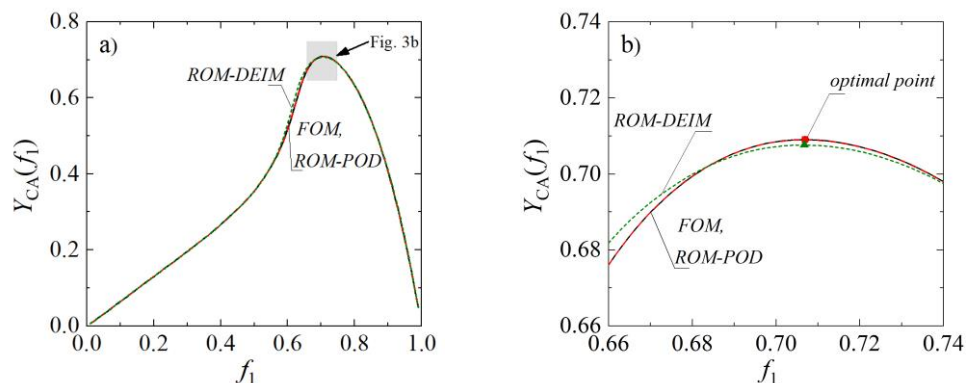 a)
Fig. 3b
ROM-DEIM
FOM,
ROM-POD
Y_CA(f_1)
0.8
0.6
0.4
0.2
0.0
0.0 0.2 0.4 0.6 0.8 1.0
f_1
b)
optimal point
ROM-DEIM
FOM,
ROM-POD
Y_CA(f_1)
0.74
0.72
0.70
0.68
0.66
0.66 0.68 0.70 0.72 0.74
f_1